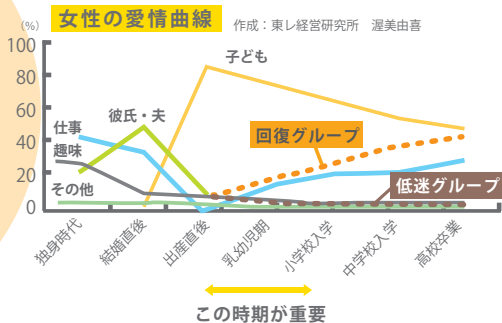 (%)
女性の愛情曲線
作成：東レ経営研究所　渥美由喜
100
80
60
40
20
0
子ども
彼氏・夫
仕事
趣味
その他
回復グループ
低迷グループ
独身時代
結婚直後
出産直後
乳幼児期
小学校入学
中学校入学
高校卒業
この時期が重要